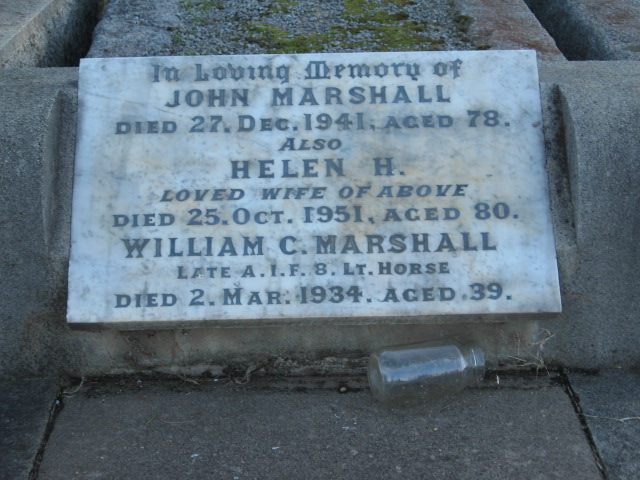 In Loving Memory of
JOHN MARSHALL
DIED 27. DEC. 1941, AGED 78.
ALSO
HELEN H.
LOVED WIFE OF ABOVE
DIED 25. OCT. 1951, AGED 80.
WILLIAM C. MARSHALL
LATE A.I.F. 8. LT. HORSE
DIED 2. MAR. 1934. AGED 39.